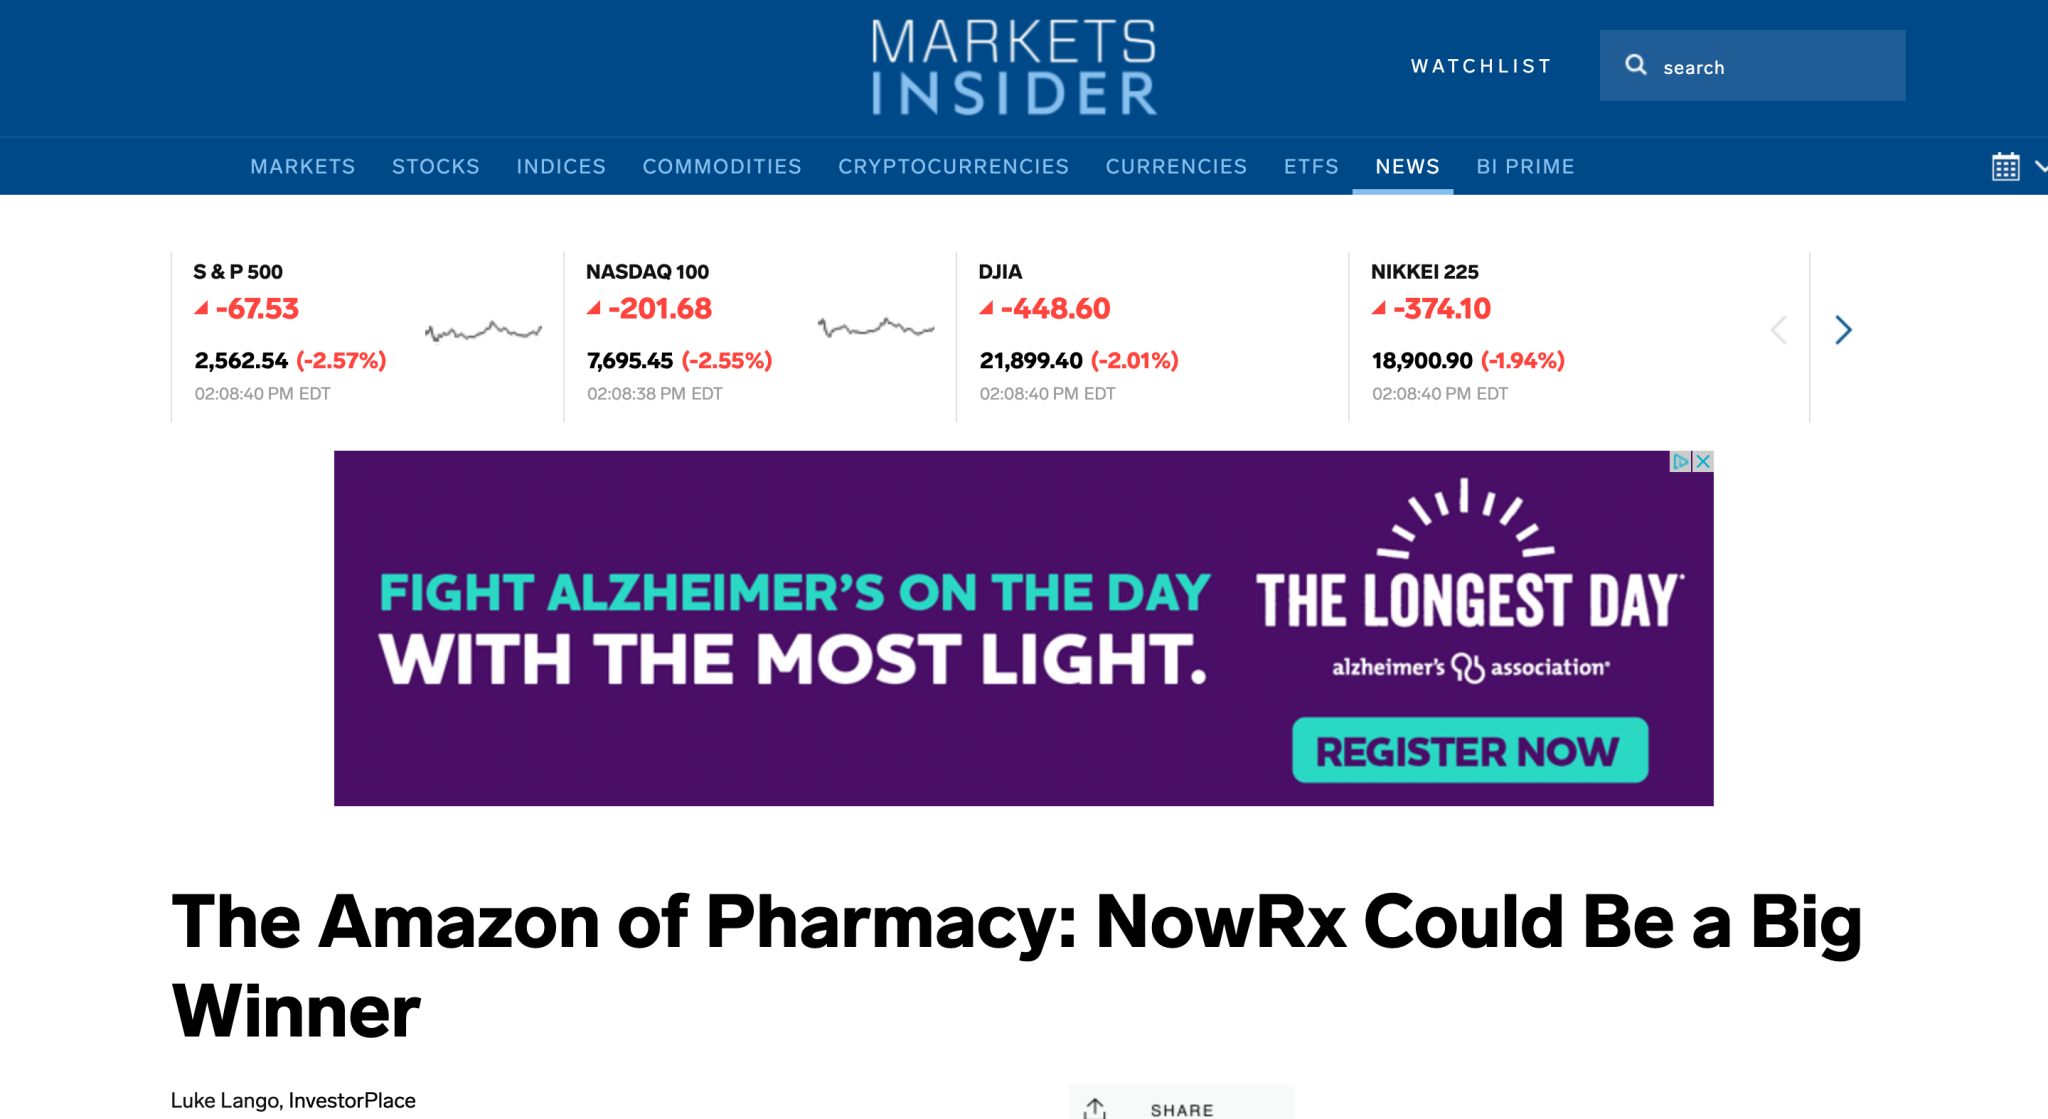 MARKETS
INSIDER
WATCHLIST
search
MARKETS STOCKS INDICES COMMODITIES CRYPTOCURRENCIES CURRENCIES ETFS NEWS BI PRIME
S & P 500
-67.53
2,562.54 (-2.57%)
02:08:40 PM EDT
NASDAQ 100
-201.68
7,695.45 (-2.55%)
02:08:38 PM EDT
DJIA
-448.60
21,899.40 (-2.01%)
02:08:40 PM EDT
NIKKEI 225
-374.10
18,900.90 (-1.94%)
02:08:40 PM EDT
FIGHT ALZHEIMER'S ON THE DAY
WITH THE MOST LIGHT.
THE LONGEST DAY
alzheimer's association
REGISTER NOW
The Amazon of Pharmacy: NowRx Could Be a Big
Winner
Luke Lango, InvestorPlace
SHARE